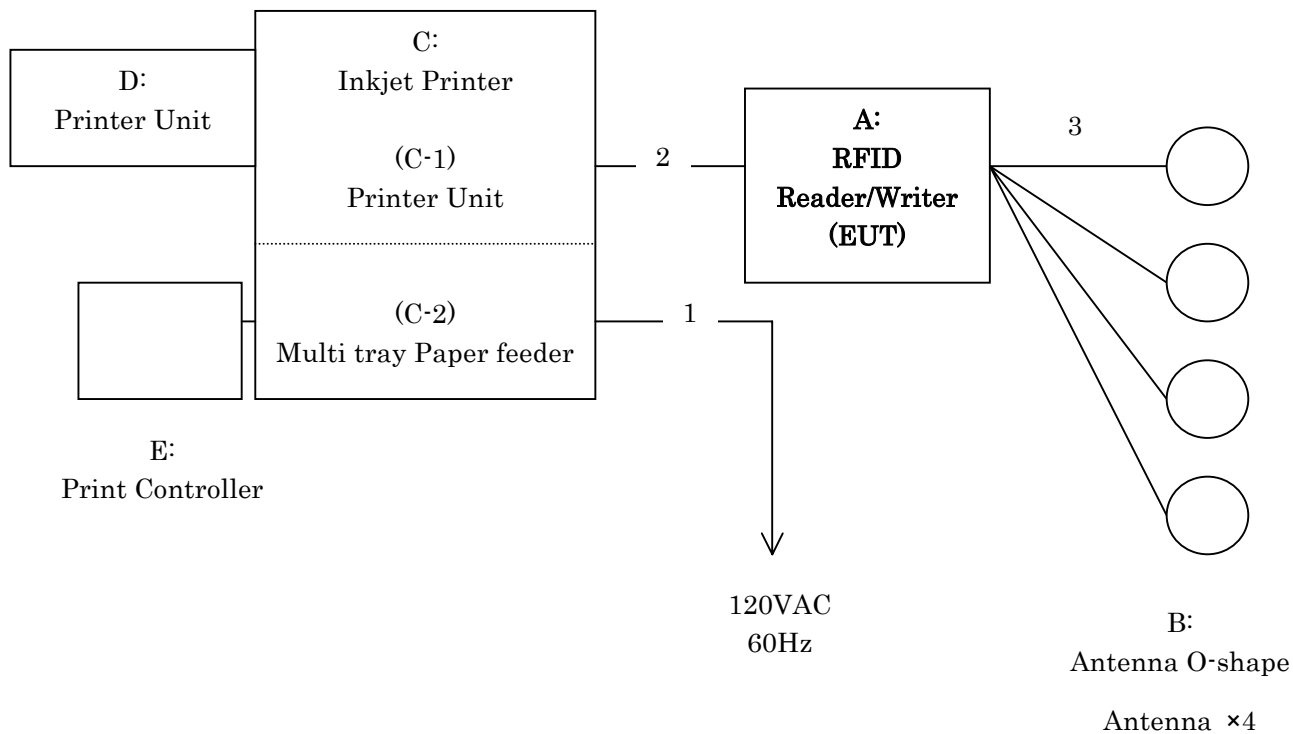 D:
Printer Unit
C:
Inkjet Printer
(C-1)
Printer Unit
(C-2)
Multi tray Paper feeder
E:
Print Controller
2
1
120VAC
60Hz
A:
RFID
Reader/Writer
(EUT)
3
B:
Antenna O-shape
Antenna ×4